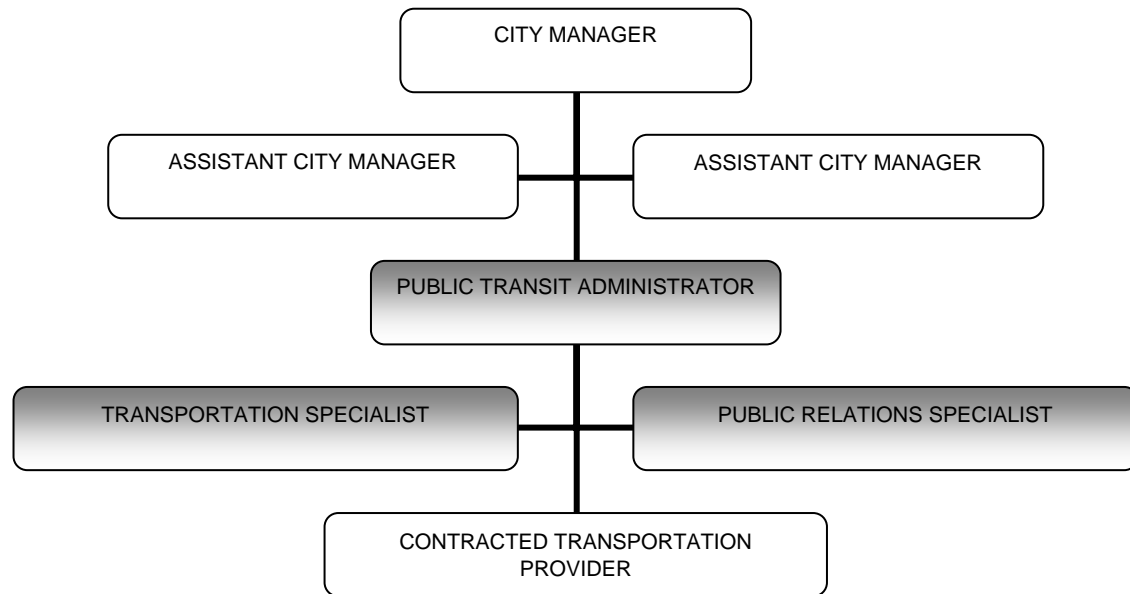 CITY MANAGER
ASSISTANT CITY MANAGER
ASSISTANT CITY MANAGER
PUBLIC TRANSIT ADMINISTRATOR
TRANSPORTATION SPECIALIST
PUBLIC RELATIONS SPECIALIST
CONTRACTED TRANSPORTATION
PROVIDER